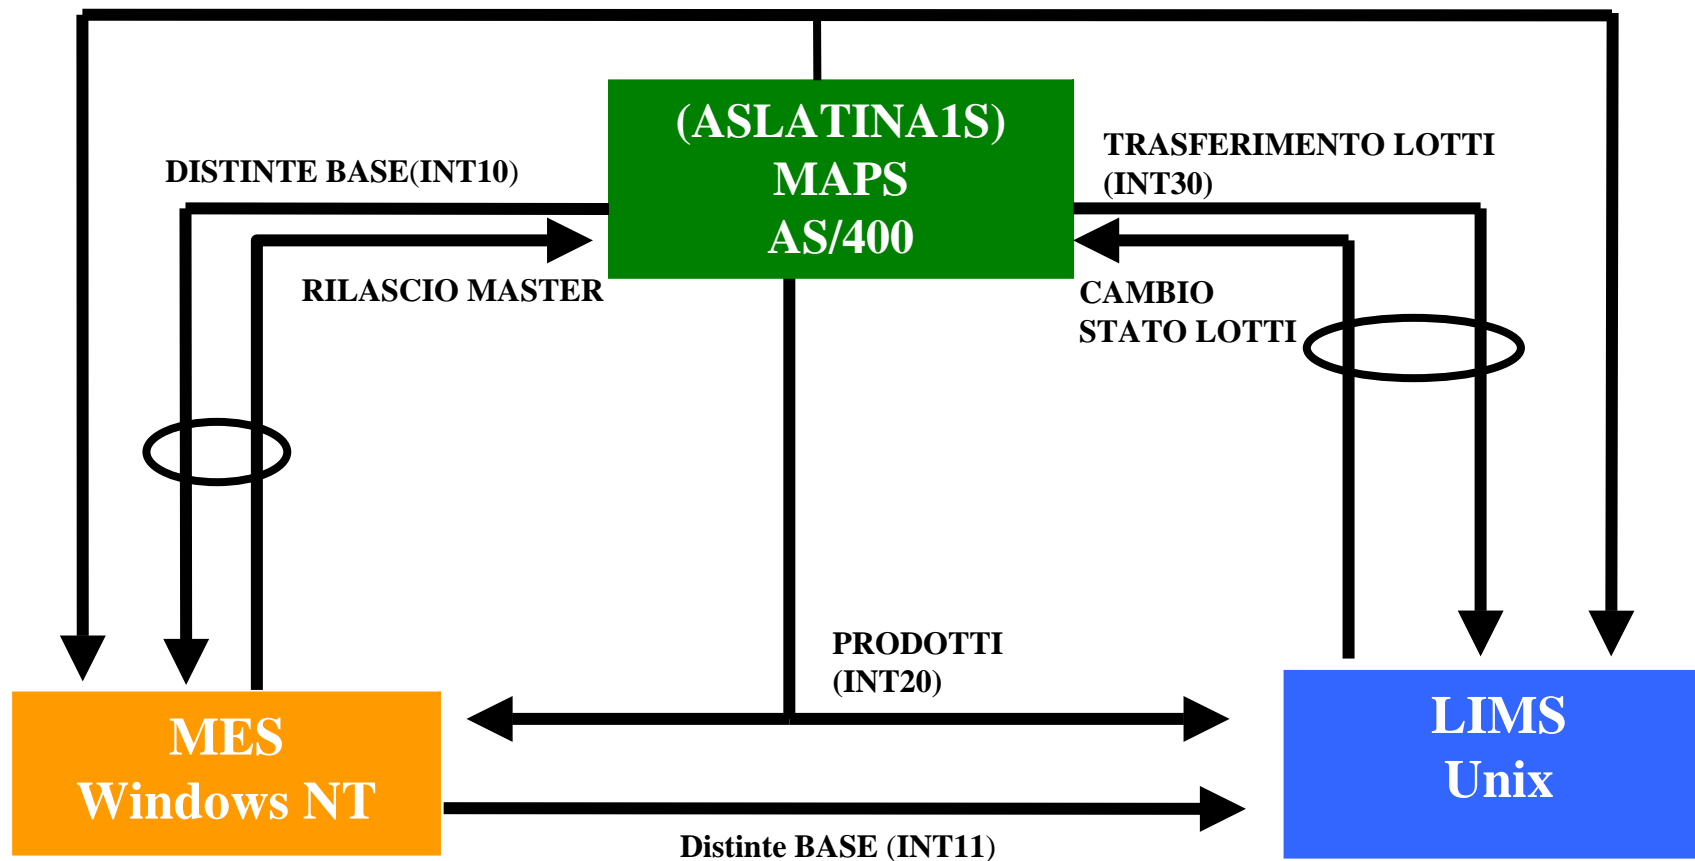 (ASLATINA1S)
MAPS
AS/400
DISTINTE BASE(INT10)
TRASFERIMENTO LOTTI
(INT30)
RILASCIO MASTER
CAMBIO
STATO LOTTI
PRODOTTI
(INT20)
MES
Windows NT
LIMS
Unix
Distinte BASE (INT11)